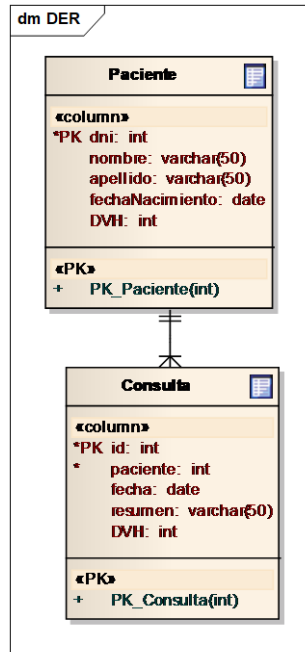 dm DER
Paciente
«column»
*PK dni: int
nombre: varchar(50)
apellido: varchar(50)
fechaNacimiento: date
DVH: int
«PK»
+ PK_Paciente(int)
Consulta
«column»
*PK id: int
* paciente: int
fecha: date
resumen: varchar(50)
DVH: int
«PK»
+ PK_Consulta(int)